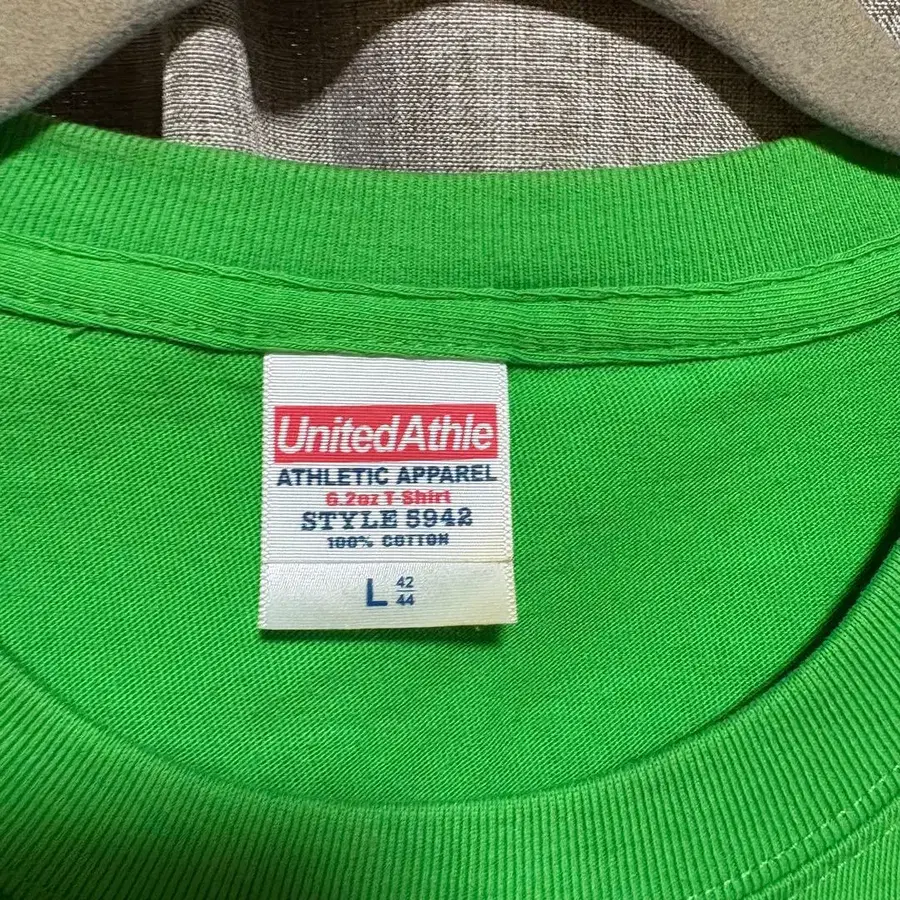 UnitedAthle
ATHLETIC APPAREL
6.2oz T-Shirt
STYLE 5942
100% COTTON
L 42/44